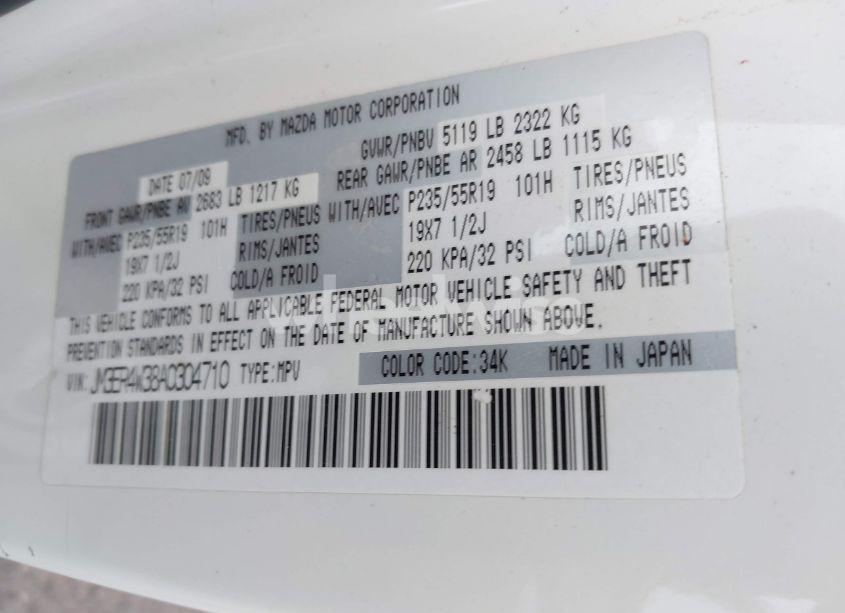 MFD. BY MAZDA MOTOR CORPORATION
DATE 07/09 GVWR/PNBV 5119 LB 2322 KG
FRONT GAWR/PNBE AV 2683 LB 1217 KG REAR GAWR/PNBE AR 2458 LB 1115 KG
WITH/AVEC P235/55R19 101H TIRES/PNEUS WITH/AVEC P235/55R19 101H TIRES/PNEUS
19X7 1/2J RIMS/JANTES 19X7 1/2J RIMS/JANTES
220 KPA/32 PSI COLD/A FROID 220 KPA/32 PSI COLD/A FROID
THIS VEHICLE CONFORMS TO ALL APPLICABLE FEDERAL MOTOR VEHICLE SAFETY AND THEFT
PREVENTION STANDARDS IN EFFECT ON THE DATE OF MANUFACTURE SHOWN ABOVE.
VIN: JM3ER4W38A0304710 TYPE:MPV COLOR CODE:34K MADE IN JAPAN